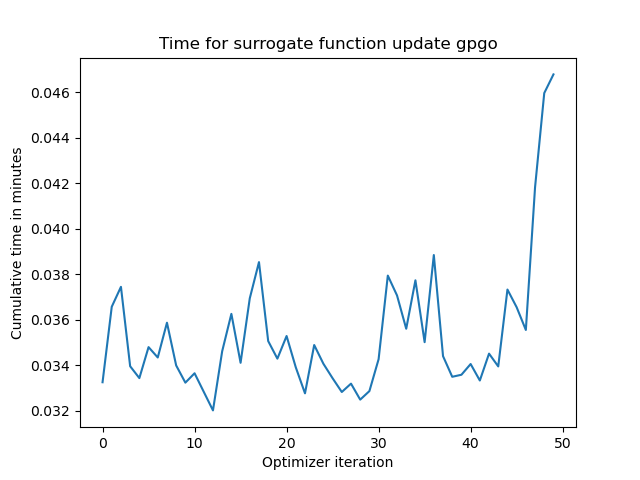 Time for surrogate function update gpgo
Cumulative time in minutes
0.046
0.044
0.042
0.040
0.038
0.036
0.034
0.032
0 10 20 30 40 50
Optimizer iteration